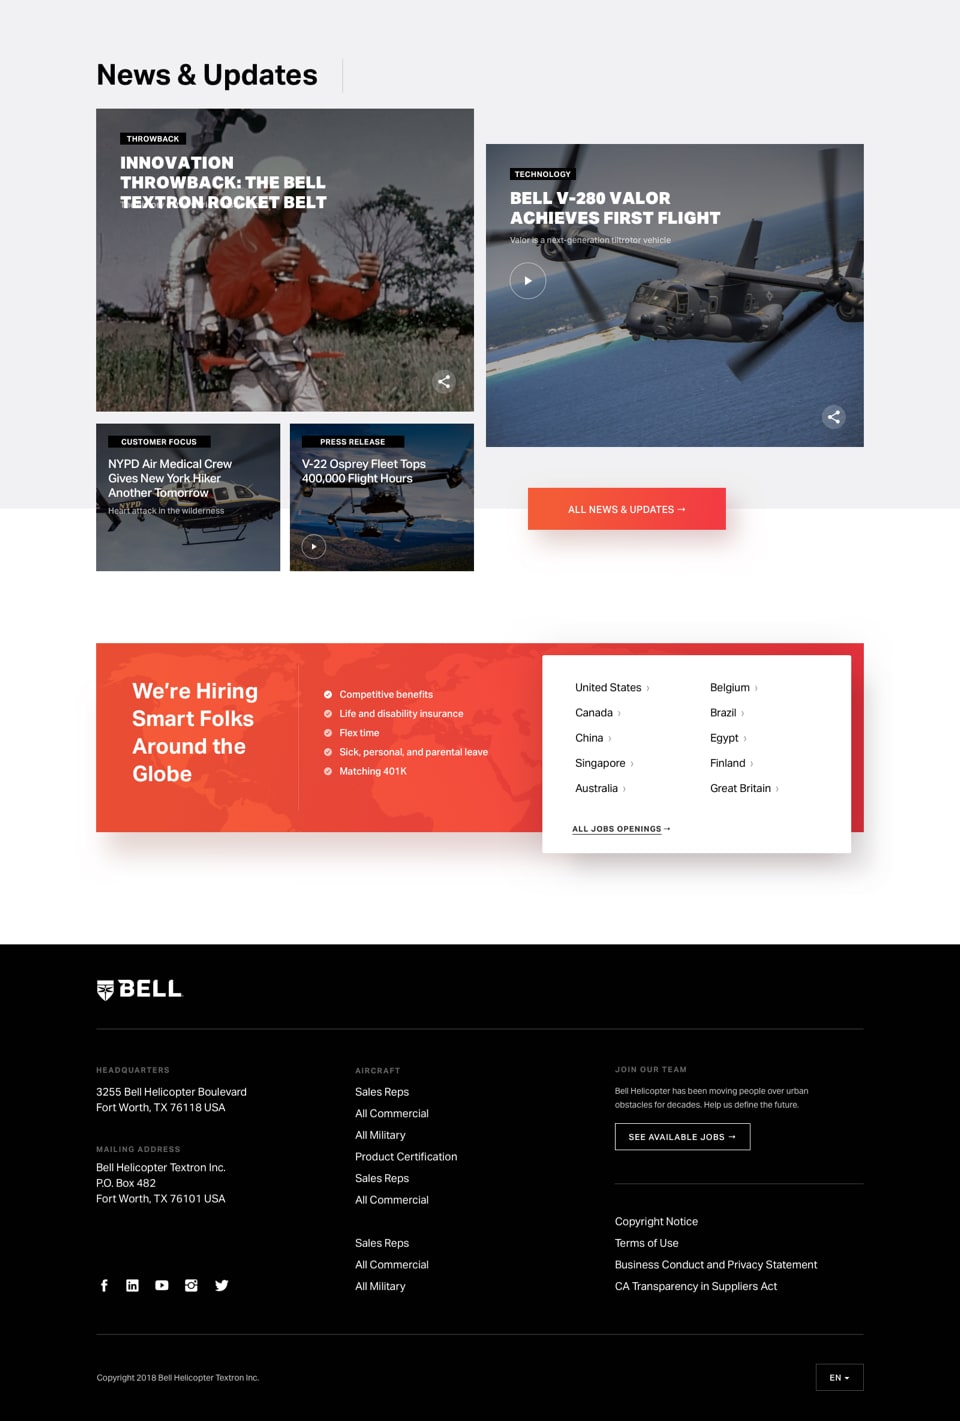 News & Updates
THROWBACK
INNOVATION
THROWBACK: THE BELL
TEXTRON ROCKET BELT
TECHNOLOGY
BELL V-280 VALOR
ACHIEVES FIRST FLIGHT
Valor is a next-generation tiltrotor vehicle
CUSTOMER FOCUS
NYPD Air Medical Crew
Gives New York Hiker
Another Tomorrow
Heart attack in the wilderness
NYPD
PRESS RELEASE
V-22 Osprey Fleet Tops
400,000 Flight Hours
ALL NEWS & UPDATES →
We're Hiring
Smart Folks
Around the
Globe
Competitive benefits
Life and disability insurance
Flex time
Sick, personal, and parental leave
Matching 401K
United States ›
Canada ›
China ›
Singapore ›
Australia ›
Belgium ›
Brazil ›
Egypt ›
Finland ›
Great Britain ›
ALL JOBS OPENINGS →
BELL
HEADQUARTERS
3255 Bell Helicopter Boulevard
Fort Worth, TX 76118 USA
MAILING ADDRESS
Bell Helicopter Textron Inc.
P.O. Box 482
Fort Worth, TX 76101 USA
AIRCRAFT
Sales Reps
All Commercial
All Military
Product Certification
Sales Reps
All Commercial
Sales Reps
All Commercial
All Military
JOIN OUR TEAM
Bell Helicopter has been moving people over urban
obstacles for decades. Help us define the future.
SEE AVAILABLE JOBS →
Copyright Notice
Terms of Use
Business Conduct and Privacy Statement
CA Transparency in Suppliers Act
Copyright 2018 Bell Helicopter Textron Inc.
EN